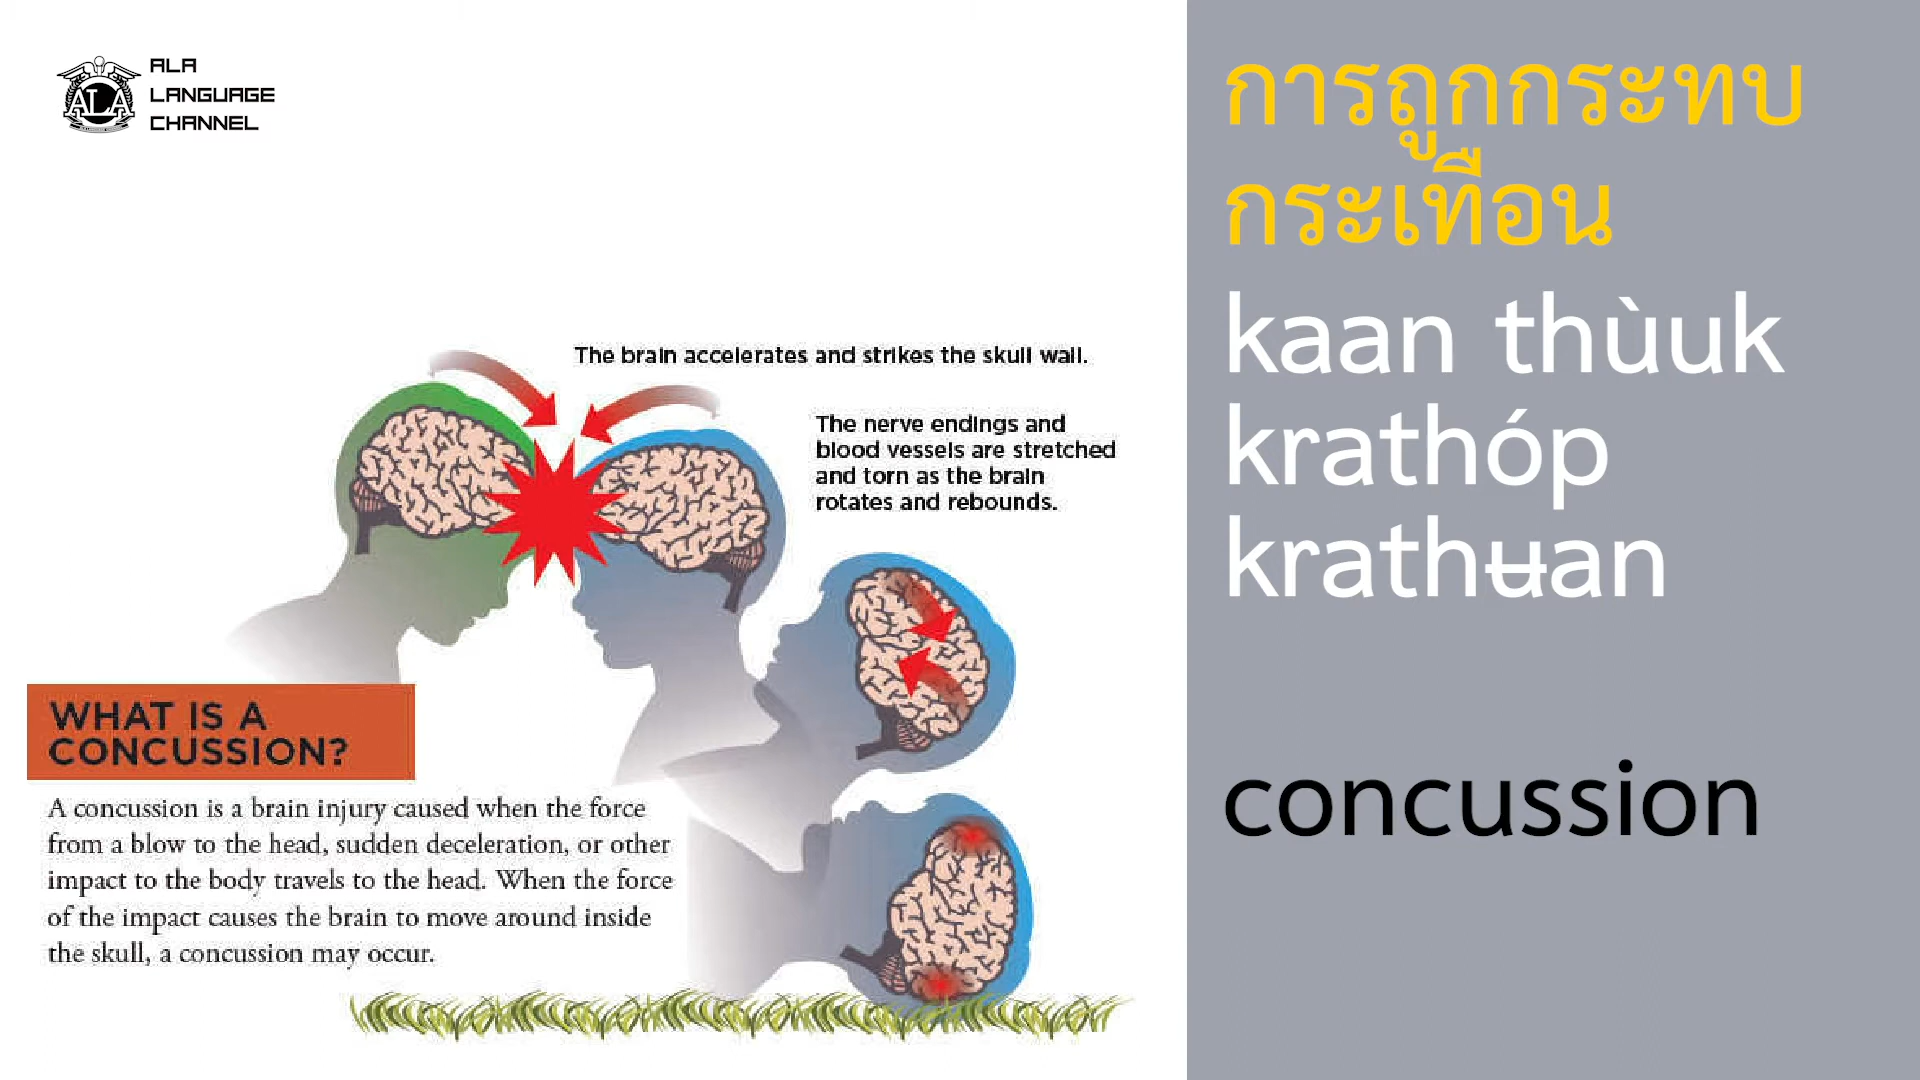 ALA
LANGUAGE
CHANNEL
ALA
The brain accelerates and strikes the skull wall.
The nerve endings and
blood vessels are stretched
and torn as the brain
rotates and rebounds.
WHAT IS A
CONCUSSION?
A concussion is a brain injury caused when the force
from a blow to the head, sudden deceleration, or other
impact to the body travels to the head. When the force
of the impact causes the brain to move around inside
the skull, a concussion may occur.
การถูกกระทบ
กระเทือน
kaan thùuk
krathóp
krathʉan
concussion